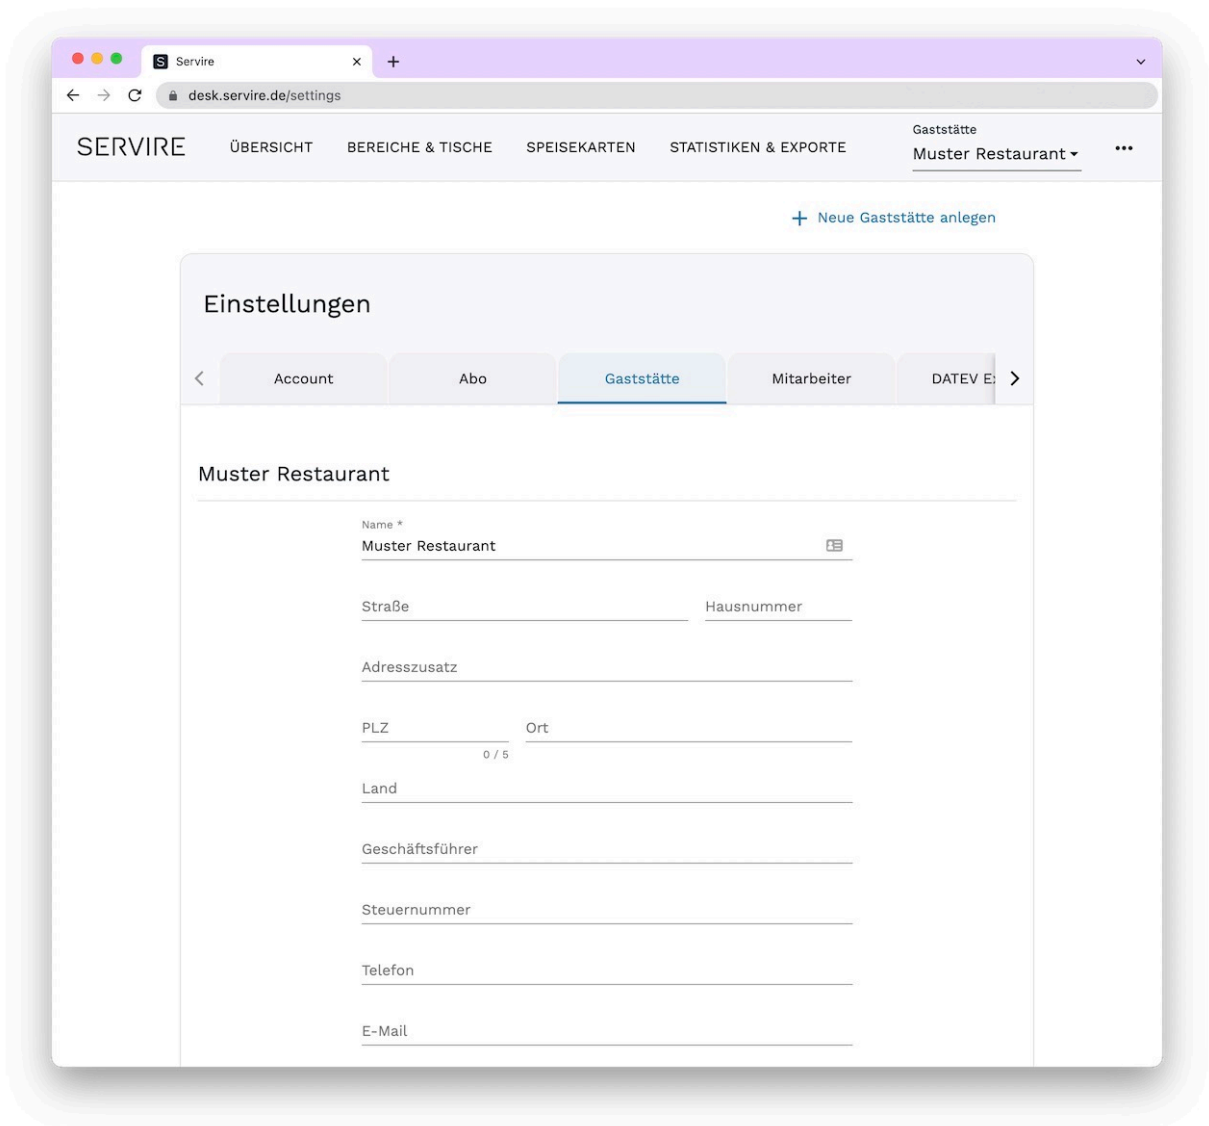 Servire
desk.servire.de/settings
SERVIRE ÜBERSICHT BEREICHE & TISCHE SPEISEKARTEN STATISTIKEN & EXPORTE
Gaststätte
Muster Restaurant
Neue Gaststätte anlegen
Einstellungen
Account Abo Gaststätte Mitarbeiter DATEV E
Muster Restaurant
Name *
Muster Restaurant
Straße Hausnummer
Adresszusatz
PLZ Ort
0 / 5
Land
Geschäftsführer
Steuernummer
Telefon
E-Mail